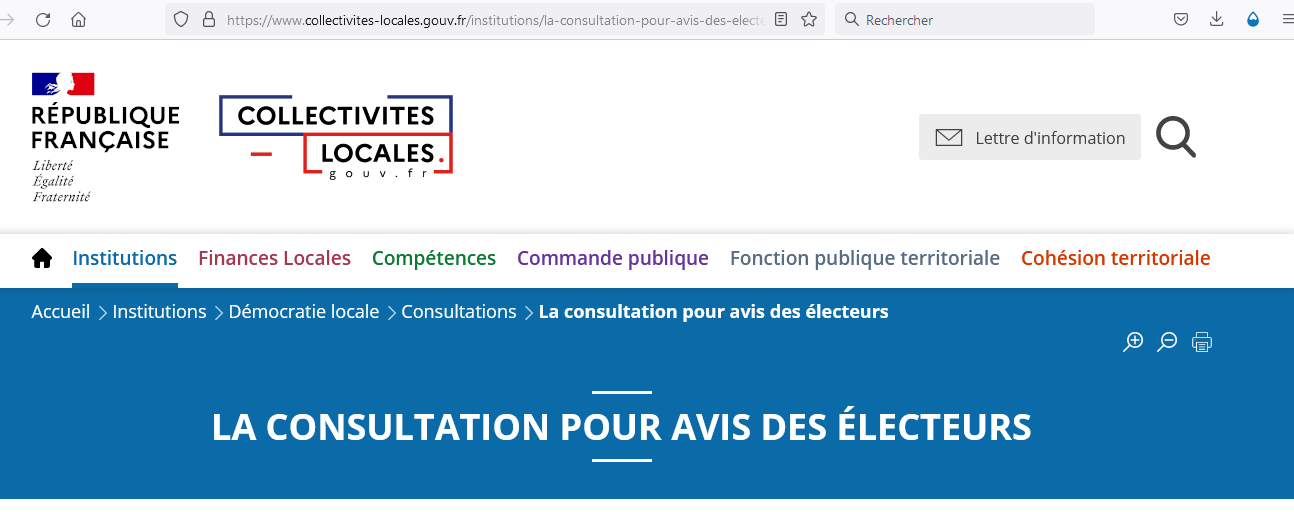 https://www.collectivites-locales.gouv.fr/institutions/la-consultation-pour-avis-des-electe
Rechercher
RÉPUBLIQUE
FRANÇAISE
Liberté
Égalité
Fraternité
COLLECTIVITES
LOCALES.
gouv.fr
Lettre d'information
Institutions Finances Locales Compétences Commande publique Fonction publique territoriale Cohésion territoriale
Accueil Institutions Démocratie locale Consultations La consultation pour avis des électeurs
LA CONSULTATION POUR AVIS DES ÉLECTEURS